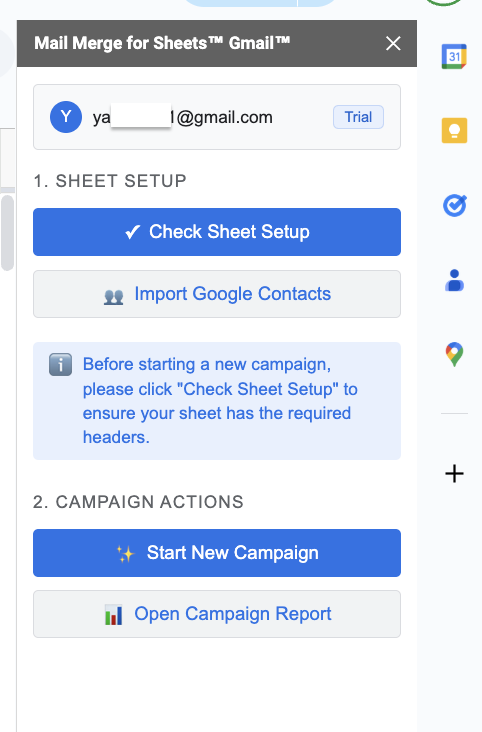 Mail Merge for Sheets™ Gmail™
Y
ya 1@gmail.com
Trial
1. SHEET SETUP
✓ Check Sheet Setup
Import Google Contacts
Before starting a new campaign,
please click "Check Sheet Setup" to
ensure your sheet has the required
headers.
2. CAMPAIGN ACTIONS
Start New Campaign
Open Campaign Report
31